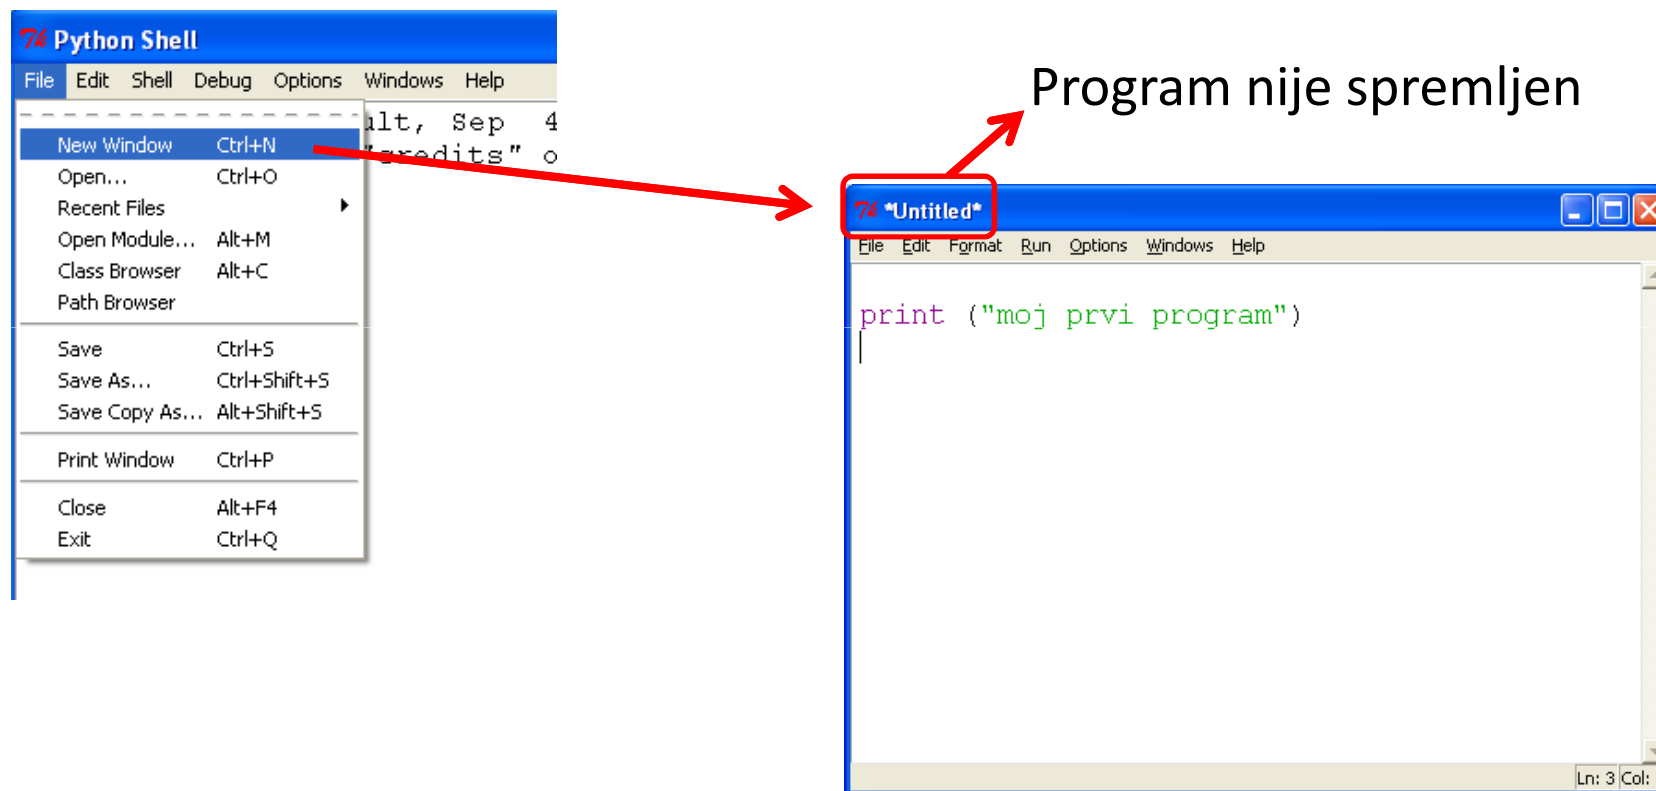 Python Shell
File Edit Shell Debug Options Windows Help
ult, Sep 4
"credits" o
New Window Ctrl+N
Open... Ctrl+O
Recent Files
Open Module... Alt+M
Class Browser Alt+C
Path Browser
Save Ctrl+S
Save As... Ctrl+Shift+S
Save Copy As... Alt+Shift+S
Print Window Ctrl+P
Close Alt+F4
Exit Ctrl+Q
Program nije spremljen
*Untitled*
File Edit Format Run Options Windows Help
print ("moj prvi program")
Ln: 3 Col: